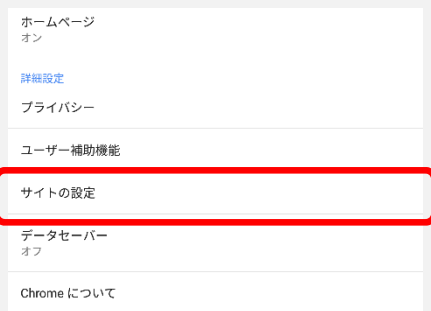 ホームページ
オン
詳細設定
プライバシー
ユーザー補助機能
サイトの設定
データセーバー
オフ
Chrome について